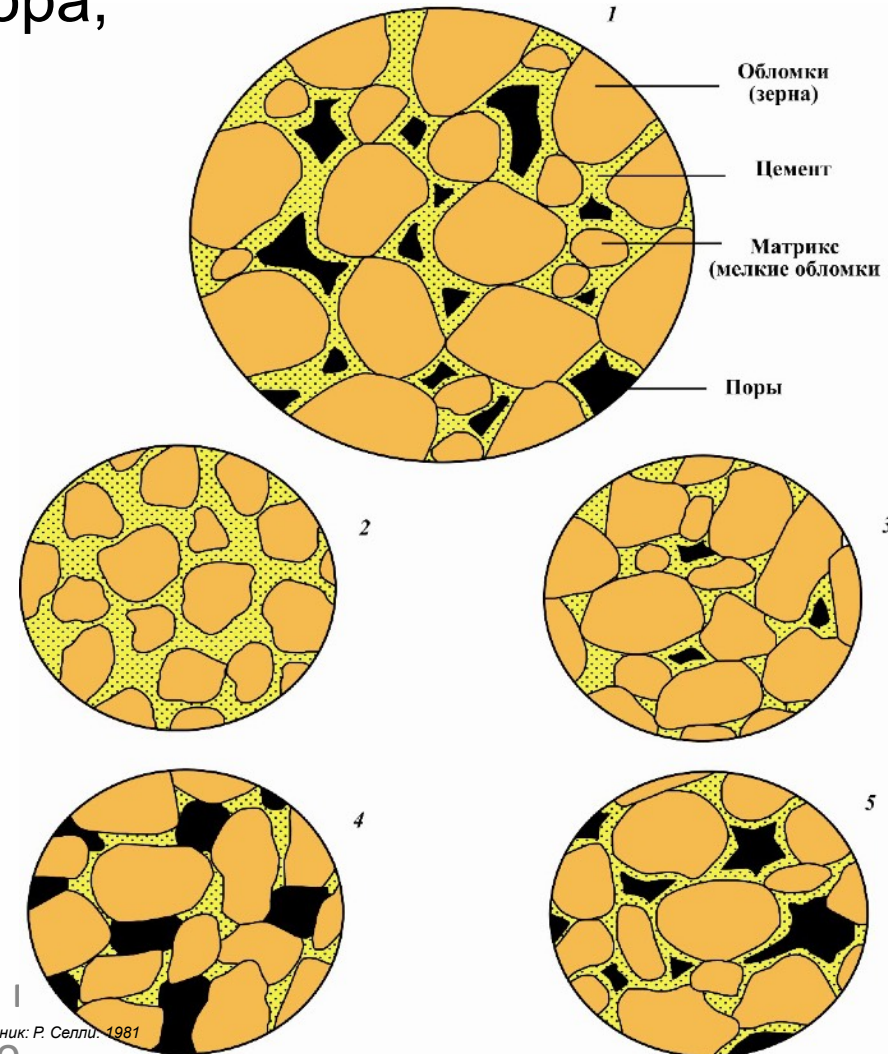 ора,
1
Обломки
(зерна)
Цемент
Матрикс
(мелкие обломки
Поры
2
3
4
5
ник: Р. Селли. 1981